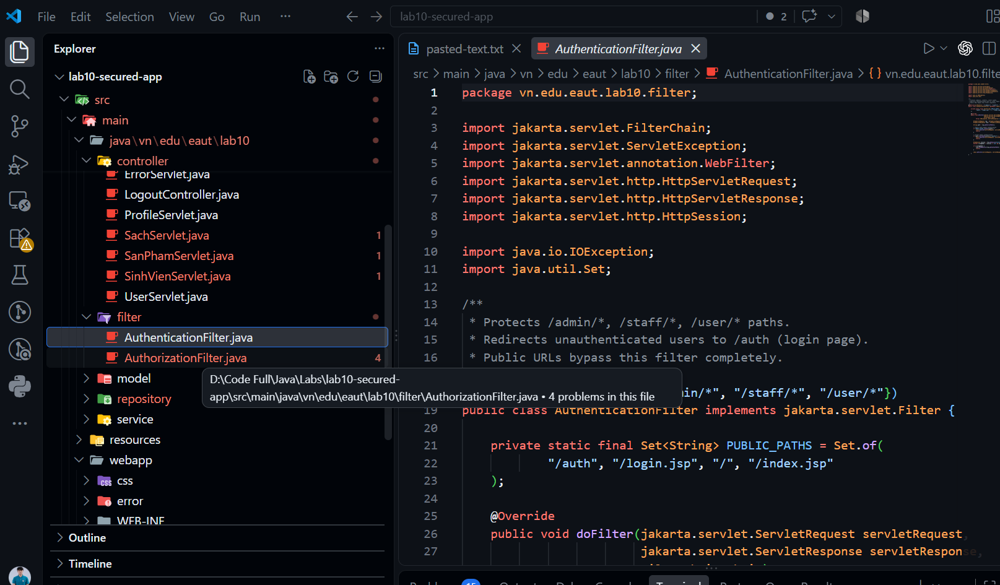 File Edit Selection View Go Run ···
lab10-secured-app
2
Explorer
lab10-secured-app
src
main
java\vn\edu\eaut\lab10
controller
ErrorServlet.java
LogoutController.java
ProfileServlet.java
SachServlet.java 1
SanPhamServlet.java 1
SinhVienServlet.java 1
UserServlet.java
filter
AuthenticationFilter.java
AuthorizationFilter.java 4
model
repository
service
resources
webapp
css
error
WEB-INF
Outline
Timeline
D:\Code Full\Java\Labs\lab10-secured-
app\src\main\java\vn\edu\eaut\lab10\filter\AuthorizationFilter.java • 4 problems in this file
pasted-text.txt AuthenticationFilter.java
src > main > java > vn > edu > eaut > lab10 > filter > AuthenticationFilter.java > {} vn.edu.eaut.lab10.filte
1 package vn.edu.eaut.lab10.filter;
2
3 import jakarta.servlet.FilterChain;
4 import jakarta.servlet.ServletException;
5 import jakarta.servlet.annotation.WebFilter;
6 import jakarta.servlet.http.HttpServletRequest;
7 import jakarta.servlet.http.HttpServletResponse;
8 import jakarta.servlet.http.HttpSession;
9
10 import java.io.IOException;
11 import java.util.Set;
12
13 /**
14 * Protects /admin/*, /staff/*, /user/* paths.
15 * Redirects unauthenticated users to /auth (login page).
16 * Public URLs bypass this filter completely.
in/*", "/staff/*", "/user/*"})
19 public class AuthenticationFilter implements jakarta.servlet.Filter {
20
21 private static final Set<String> PUBLIC_PATHS = Set.of(
22 "/auth", "/login.jsp", "/", "/index.jsp"
23 );
24
25 @Override
26 public void doFilter(jakarta.servlet.ServletRequest servletRequest,
27 jakarta.servlet.ServletResponse servletResponse,